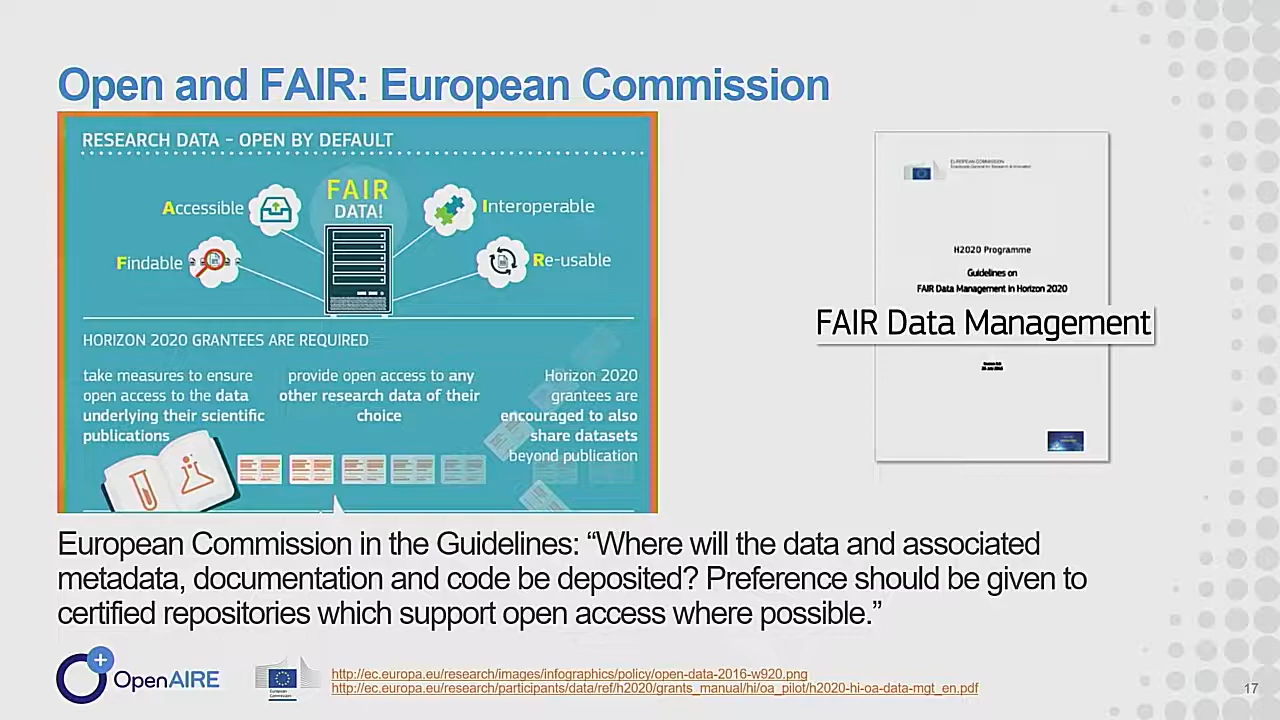 Open and FAIR: European Commission
RESEARCH DATA – OPEN BY DEFAULT
FAIR
DATA!
Accessible
Interoperable
Findable
Re-usable
HORIZON 2020 GRANTEES ARE REQUIRED
take measures to ensure
open access to the data
underlying their scientific
publications
provide open access to any
other research data of their
choice
Horizon 2020
grantees are
encouraged to also
share datasets
beyond publication
EUROPEAN COMMISSION
H2020 Programme
Guidelines on
FAIR Data Management in Horizon 2020
FAIR Data Management
European Commission in the Guidelines: “Where will the data and associated
metadata, documentation and code be deposited? Preference should be given to
certified repositories which support open access where possible.”
OpenAIRE
European
Commission
http://ec.europa.eu/research/images/infographics/policy/open-data-2016-w920.png
http://ec.europa.eu/research/participants/data/ref/h2020/grants_manual/hi/oa_pilot/h2020-hi-oa-data-mgt_en.pdf
17